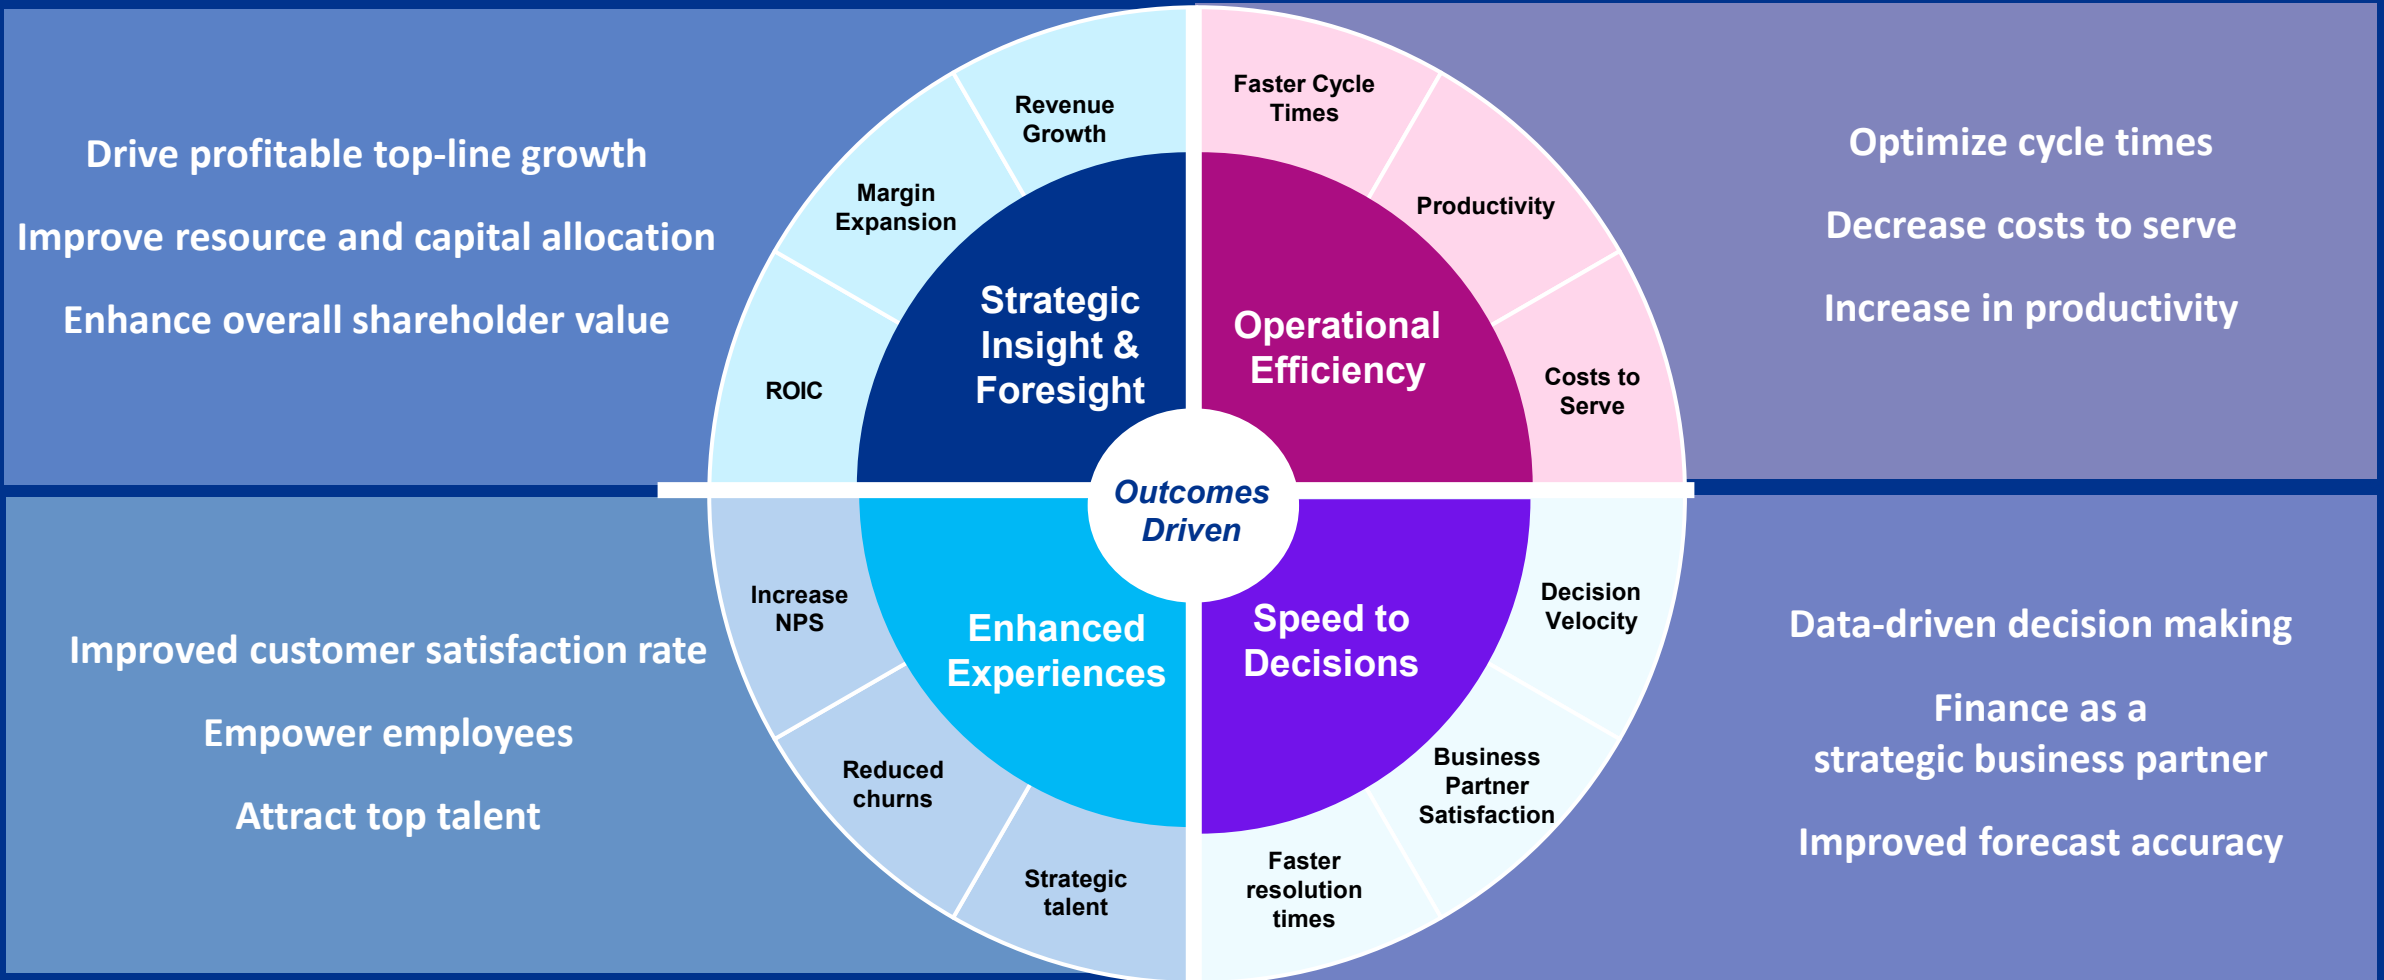 Drive profitable top-line growth
Improve resource and capital allocation
Enhance overall shareholder value
Revenue
Growth
Margin
Expansion
ROIC
Strategic
Insight &
Foresight
Faster Cycle
Times
Productivity
Costs to
Serve
Operational
Efficiency
Optimize cycle times
Decrease costs to serve
Increase in productivity
Outcomes
Driven
Improved customer satisfaction rate
Empower employees
Attract top talent
Increase
NPS
Reduced
churns
Strategic
talent
Enhanced
Experiences
Speed to
Decisions
Decision
Velocity
Business
Partner
Satisfaction
Faster
resolution
times
Data-driven decision making
Finance as a
strategic business partner
Improved forecast accuracy